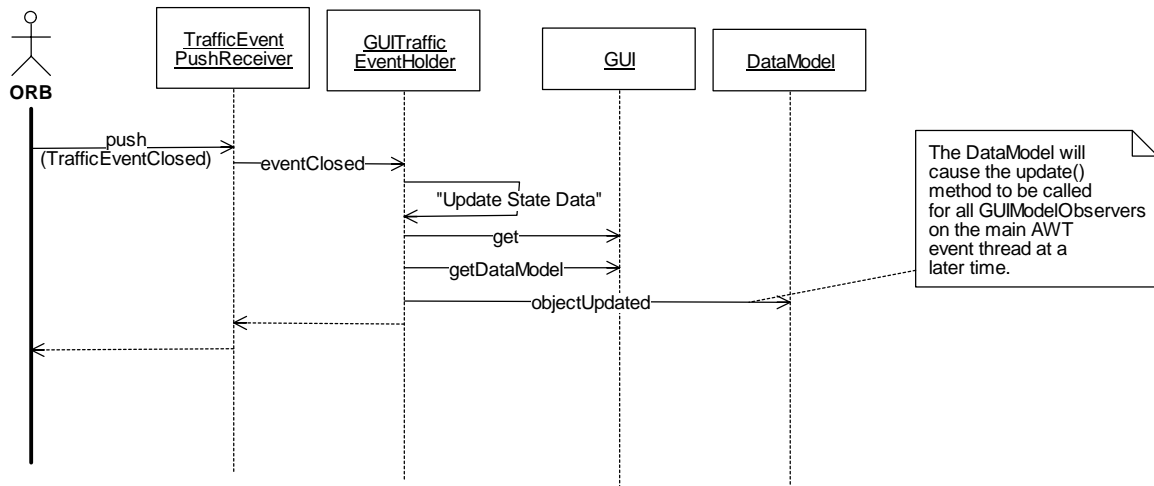 TrafficEvent
PushReceiver
GUITraffic
EventHolder
GUI
DataModel
ORB
push
(TrafficEventClosed)
eventClosed
"Update State Data"
get
getDataModel
objectUpdated
The DataModel will
cause the update()
method to be called
for all GUIModelObservers
on the main AWT
event thread at a
later time.